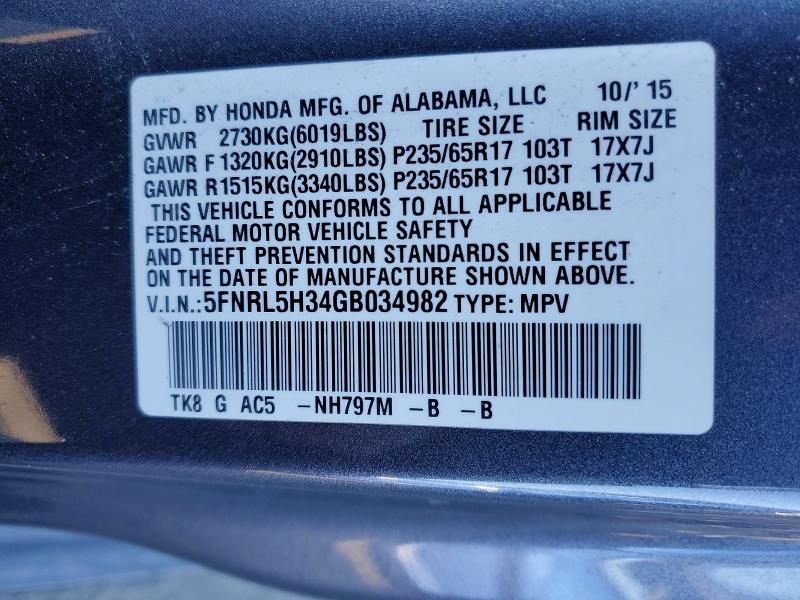 MFD. BY HONDA MFG. OF ALABAMA, LLC 10/'15
GVWR 2730KG(6019LBS) TIRE SIZE RIM SIZE
GAWR F1320KG(2910LBS) P235/65R17 103T 17X7J
GAWR R1515KG(3340LBS) P235/65R17 103T 17X7J
THIS VEHICLE CONFORMS TO ALL APPLICABLE
FEDERAL MOTOR VEHICLE SAFETY
AND THEFT PREVENTION STANDARDS IN EFFECT
ON THE DATE OF MANUFACTURE SHOWN ABOVE.
V.I.N.:5FNRL5H34GB034982 TYPE: MPV
TK8 G AC5 -NH797M -B -B